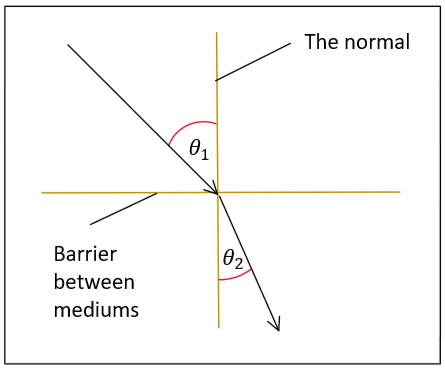 The normal
θ₁
θ₂
Barrier
between
mediums